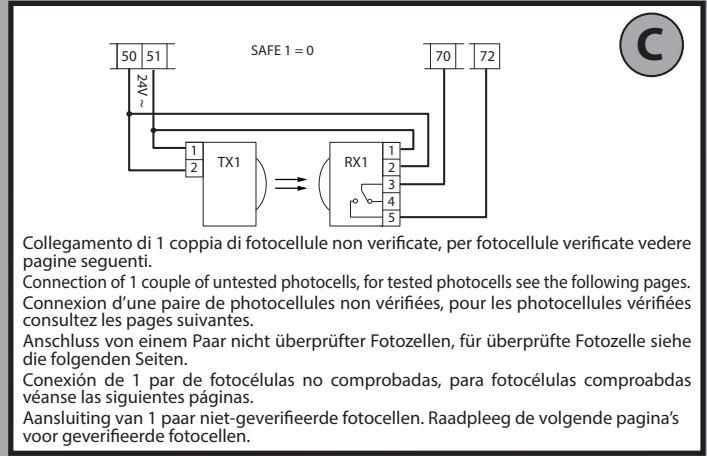 C
50 51 SAFE 1 = 0 70 72
24V ~
1 TX1 RX1 1
2 2
3
4
5
Collegamento di 1 coppia di fotocellule non verificate, per fotocellule verificate vedere
pagine seguenti.
Connection of 1 couple of untested photocells, for tested photocells see the following pages.
Connexion d’une paire de photocellules non vérifiées, pour les photocellules vérifiées
consultez les pages suivantes.
Anschluss von einem Paar nicht überprüfter Fotozellen, für überprüfte Fotozelle siehe
die folgenden Seiten.
Conexión de 1 par de fotocélulas no comprobadas, para fotocélulas comproabdas
véanse las siguientes páginas.
Aansluiting van 1 paar niet-geverifieerde fotocellen. Raadpleeg de volgende pagina’s
voor geverifieerde fotocellen.